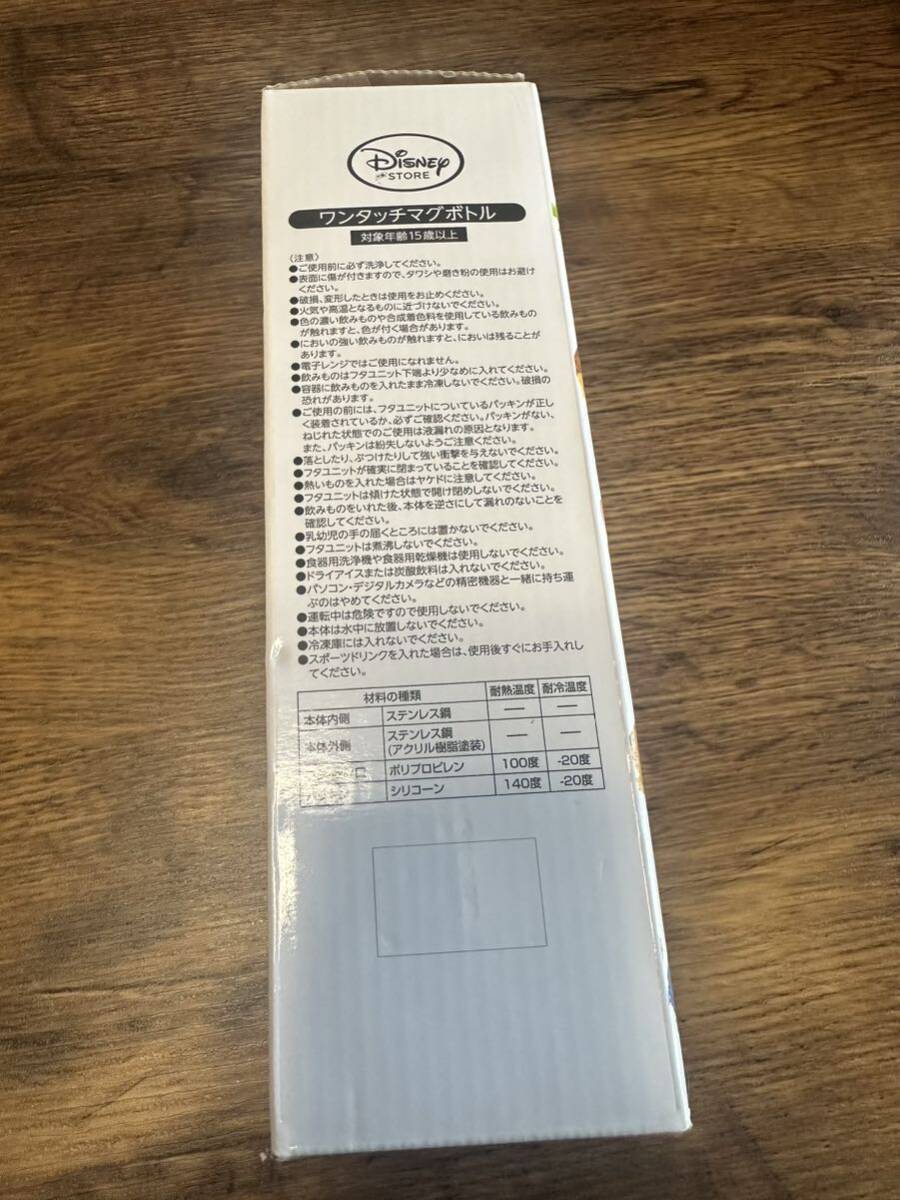 Disney
STORE
ワンタッチマグボトル
対象年齢15歳以上
〈注意〉
●ご使用前に必ず洗浄してください。
●表面に傷が付きますので、タワシや磨き粉の使用はお避け
ください。
●破損、変形したときは使用をお止めください。
●火気や高温となるものに近づけないでください。
●色の濃い飲みものや合成着色料を使用している飲みもの
が触れますと、色が付く場合があります。
●においの強い飲みものが触れますと、においは残ることが
あります。
●電子レンジではご使用になれません。
●飲みものはフタユニット下端より少なめに入れてください。
●容器に飲みものを入れたまま冷凍しないでください。破損の
恐れがあります。
●ご使用の前には、フタユニットについているパッキンが正し
く装着されているか、必ずご確認ください。パッキンがない、
ねじれた状態でのご使用は液漏れの原因となります。
また、パッキンは紛失しないようご注意ください。
●落としたり、ぶつけたりして強い衝撃を与えないでください。
●フタユニットが確実に閉まっていることを確認してください。
●熱いものを入れた場合はヤケドに注意してください。
●フタユニットは傾けた状態で開け閉めしないでください。
●飲みものをいれた後、本体を逆さにして漏れのないことを
確認してください。
●乳幼児の手の届くところには置かないでください。
●フタユニットは煮沸しないでください。
●食器用洗浄機や食器用乾燥機は使用しないでください。
●ドライアイスまたは炭酸飲料は入れないでください。
●パソコン・デジタルカメラなどの精密機器と一緒に持ち運
ぶのはやめてください。
●運転中は危険ですので使用しないでください。
●本体は水中に放置しないでください。
●冷凍庫には入れないでください。
●スポーツドリンクを入れた場合は、使用後すぐにお手入れし
てください。
材料の種類 耐熱温度 耐冷温度
本体内側 ステンレス鋼 — —
本体外側 ステンレス鋼 — —
(アクリル樹脂塗装)
ポリプロピレン 100度 -20度
シリコーン 140度 -20度